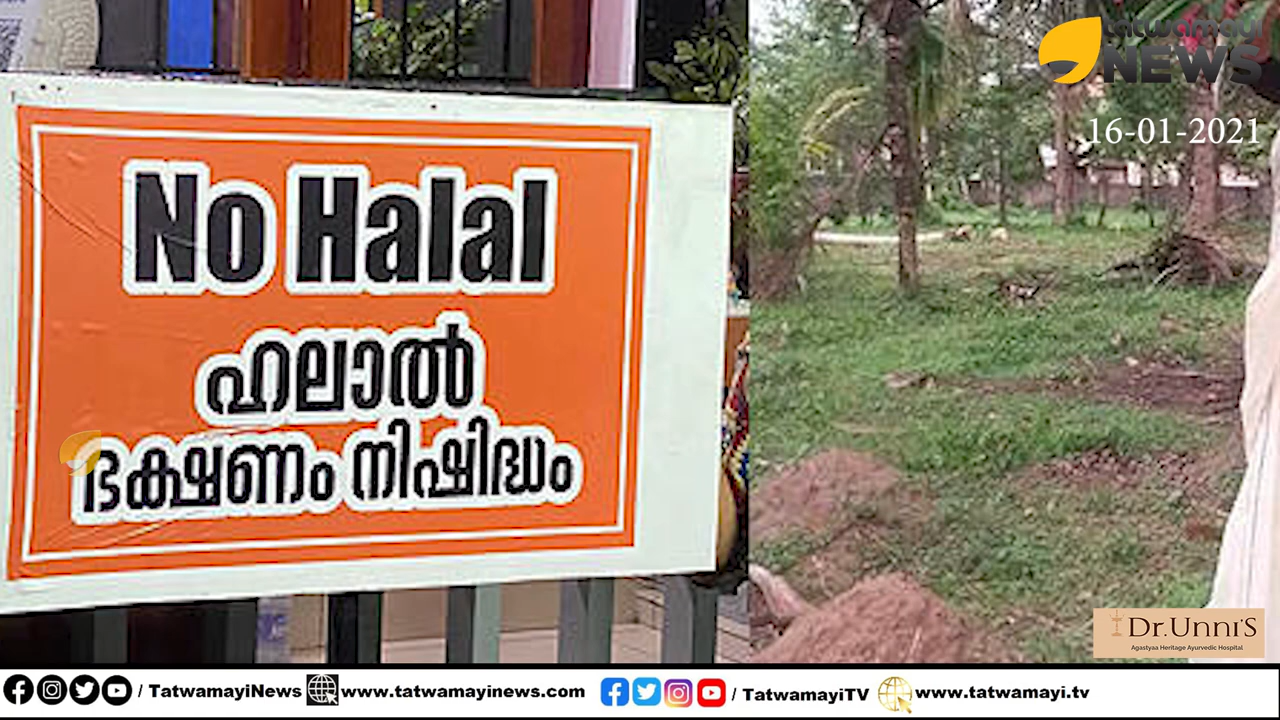 No Halal
ഹലാൽ
ഭക്ഷണം നിഷിദ്ധം
tatwamayi
NEWS
16-01-2021
Dr.Unni'S
Agastyaa Heritage Ayurvedic Hospital
/ TatwamayiNews www.tatwamayinews.com / TatwamayiTV www.tatwamayi.tv